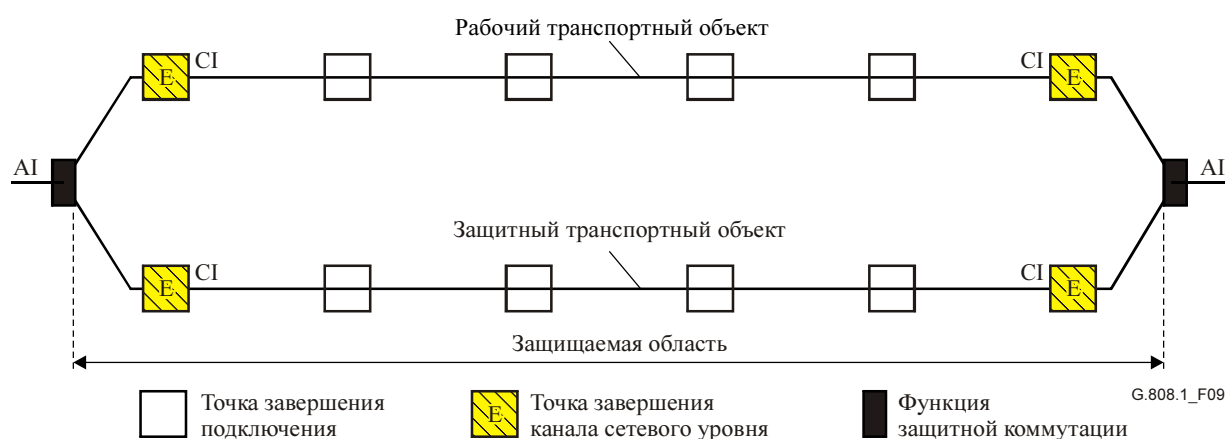 Рабочий транспортный объект
E CI CI E
AI AI
Защитный транспортный объект
E CI CI E
Защищаемая область
Точка завершения
подключения
E
Точка завершения
канала сетевого уровня
Функция
защитной коммутации
G.808.1_F09